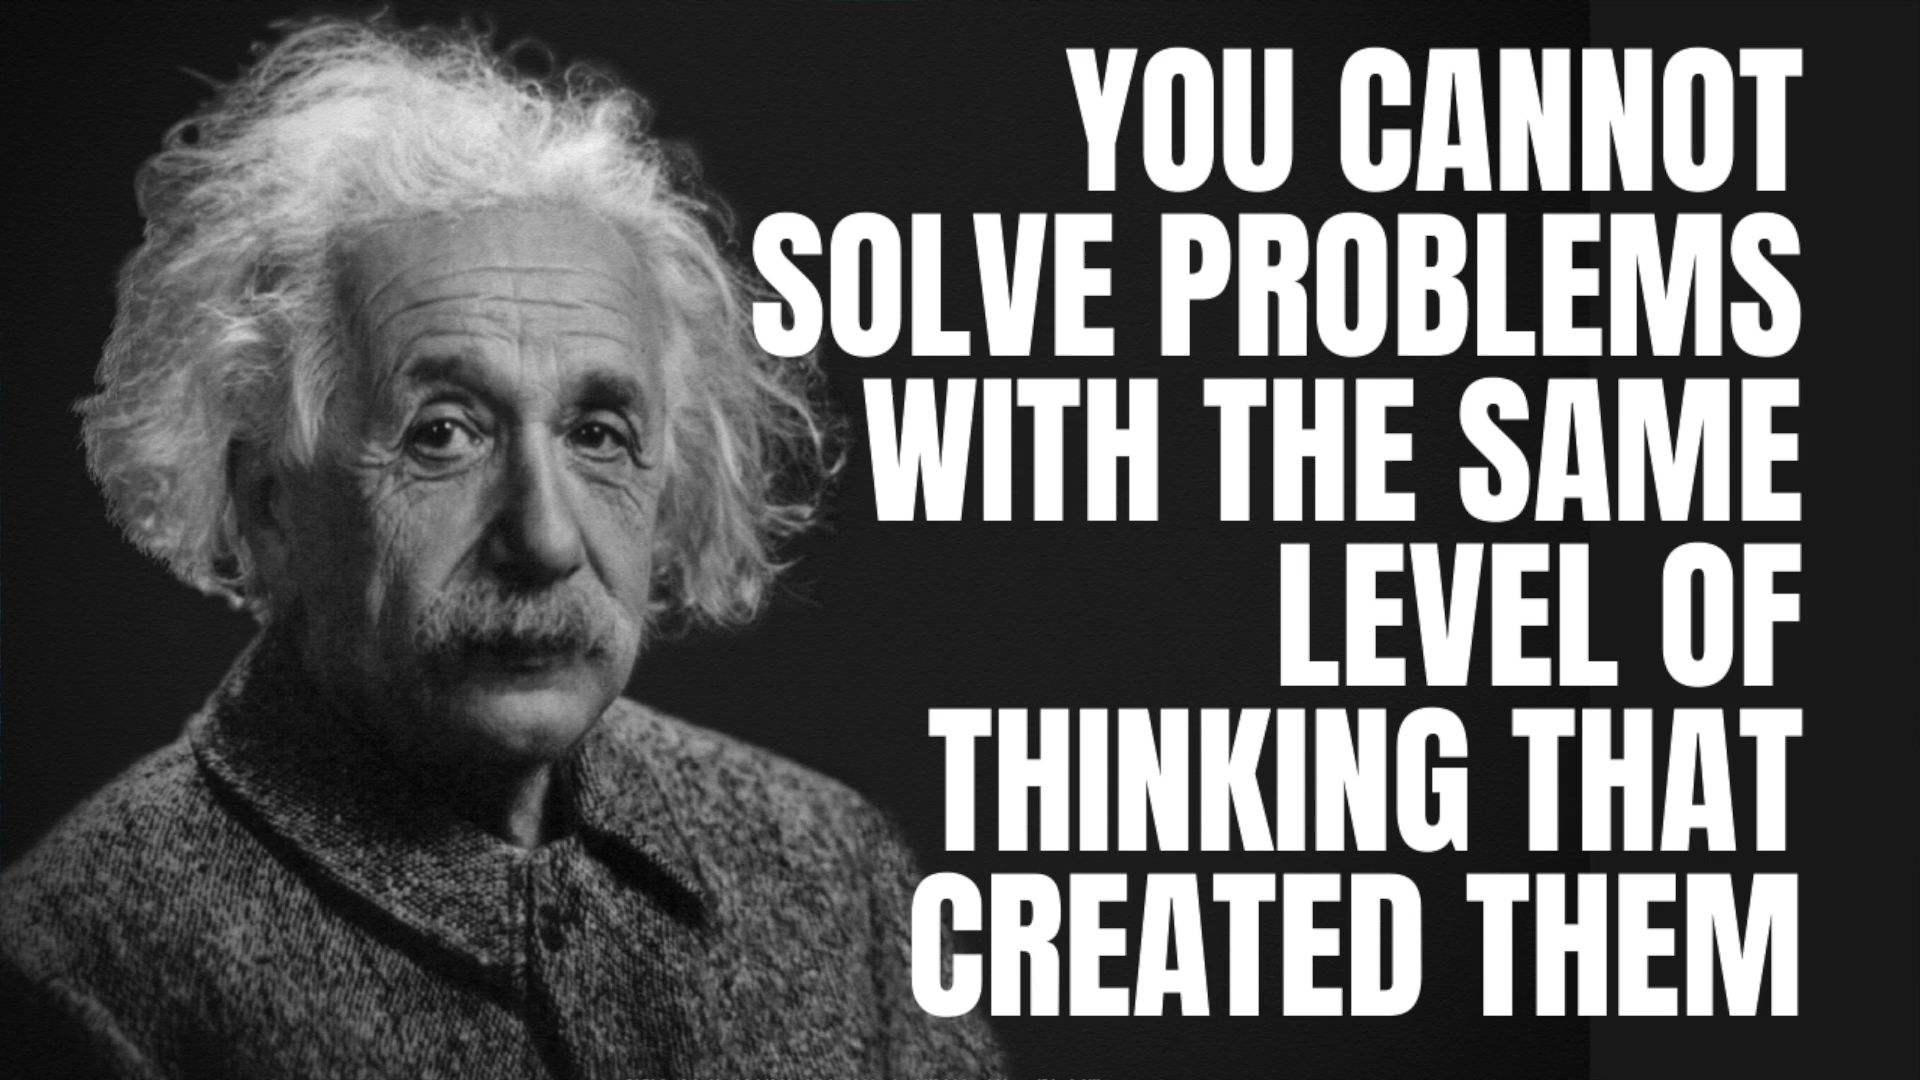 YOU CANNOT
SOLVE PROBLEMS
WITH THE SAME
LEVEL OF
THINKING THAT
CREATED THEM